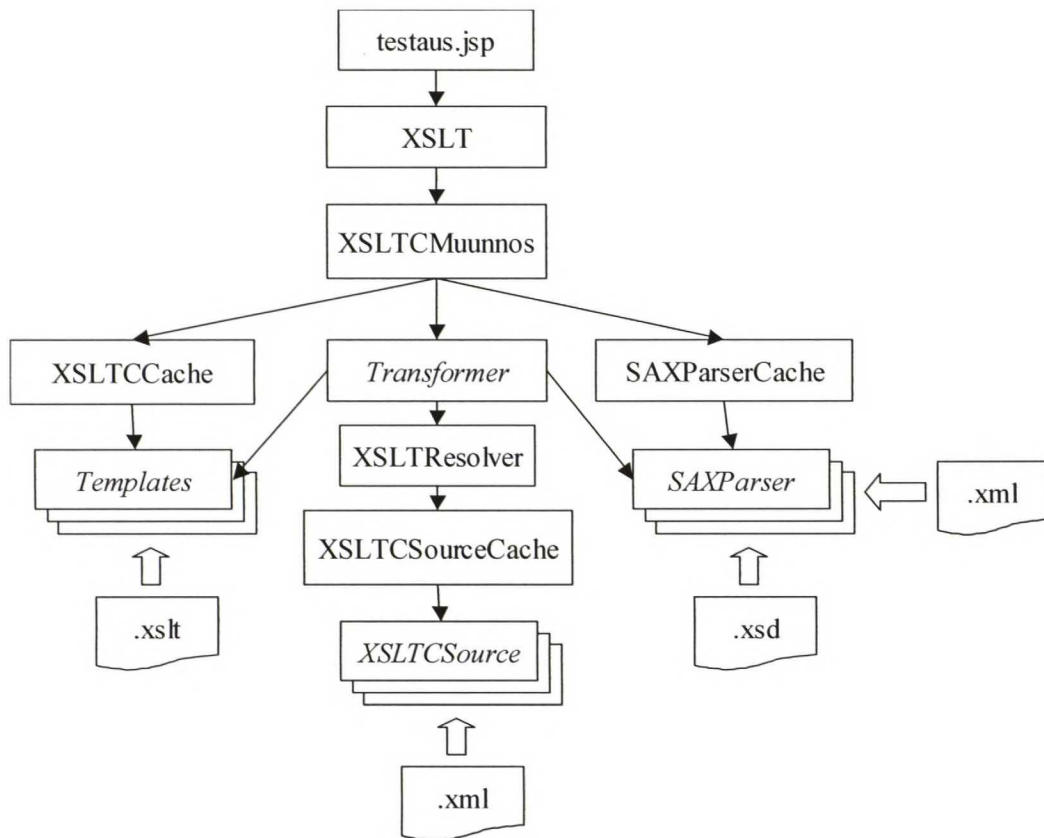 testaus.jsp
XSLT
XSLTCMuunnos
XSLTCCache
Transformer
SAXParserCache
Templates
XSLTResolver
SAXParser
.xml
XSLTCSourceCache
.xslt
.xsd
XSLTCSource
.xml